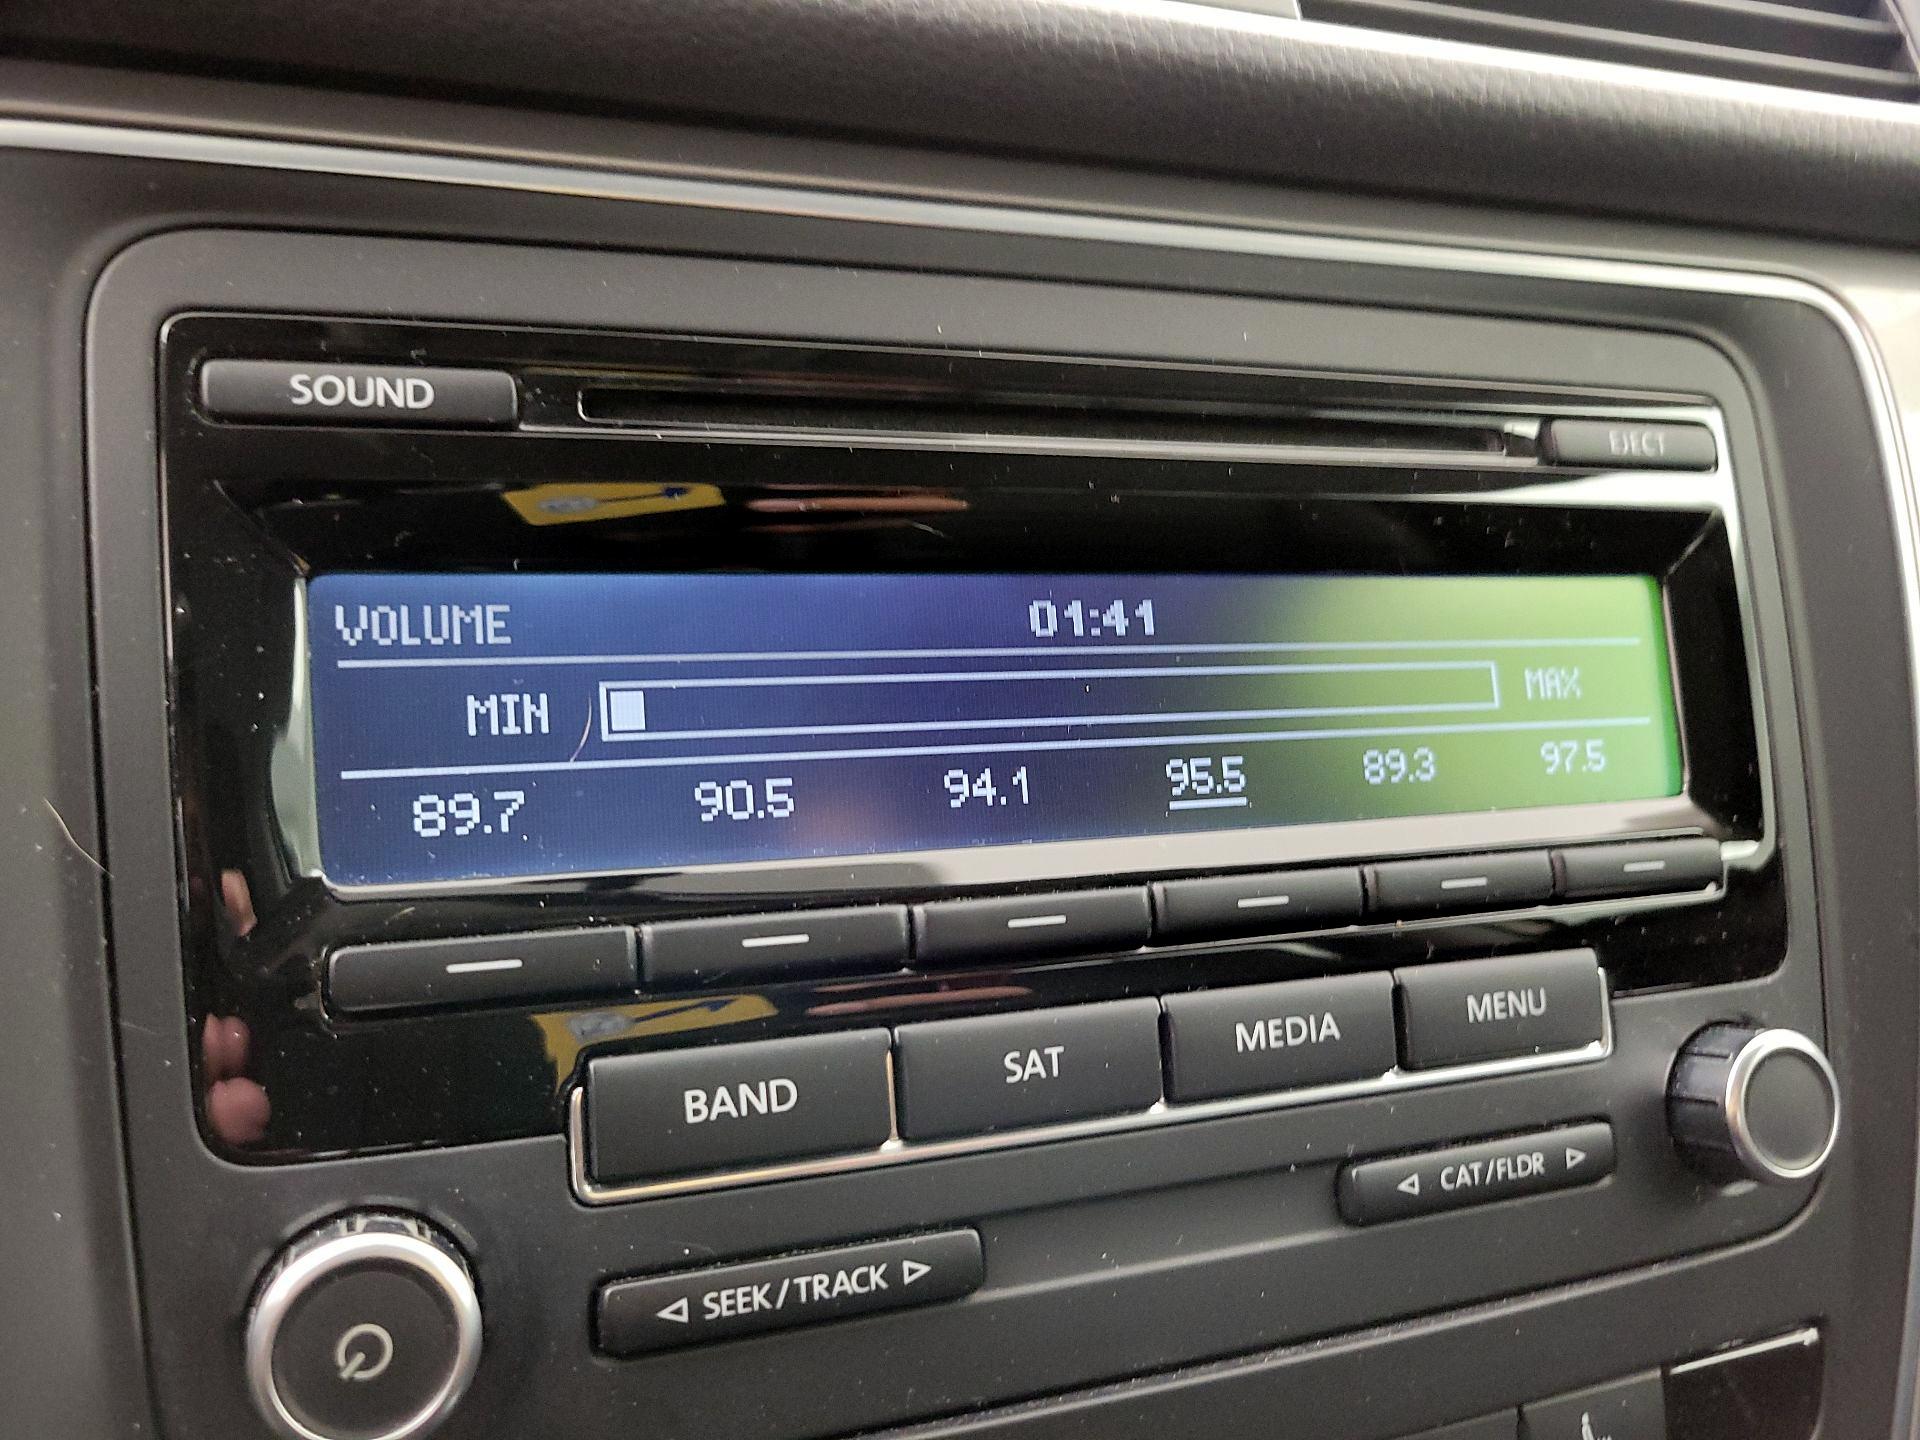 SOUND
EJECT
VOLUME 01:41
MIN MAX
89.7 90.5 94.1 95.5 89.3 97.5
BAND SAT MEDIA MENU
CAT/FLDR
SEEK/TRACK